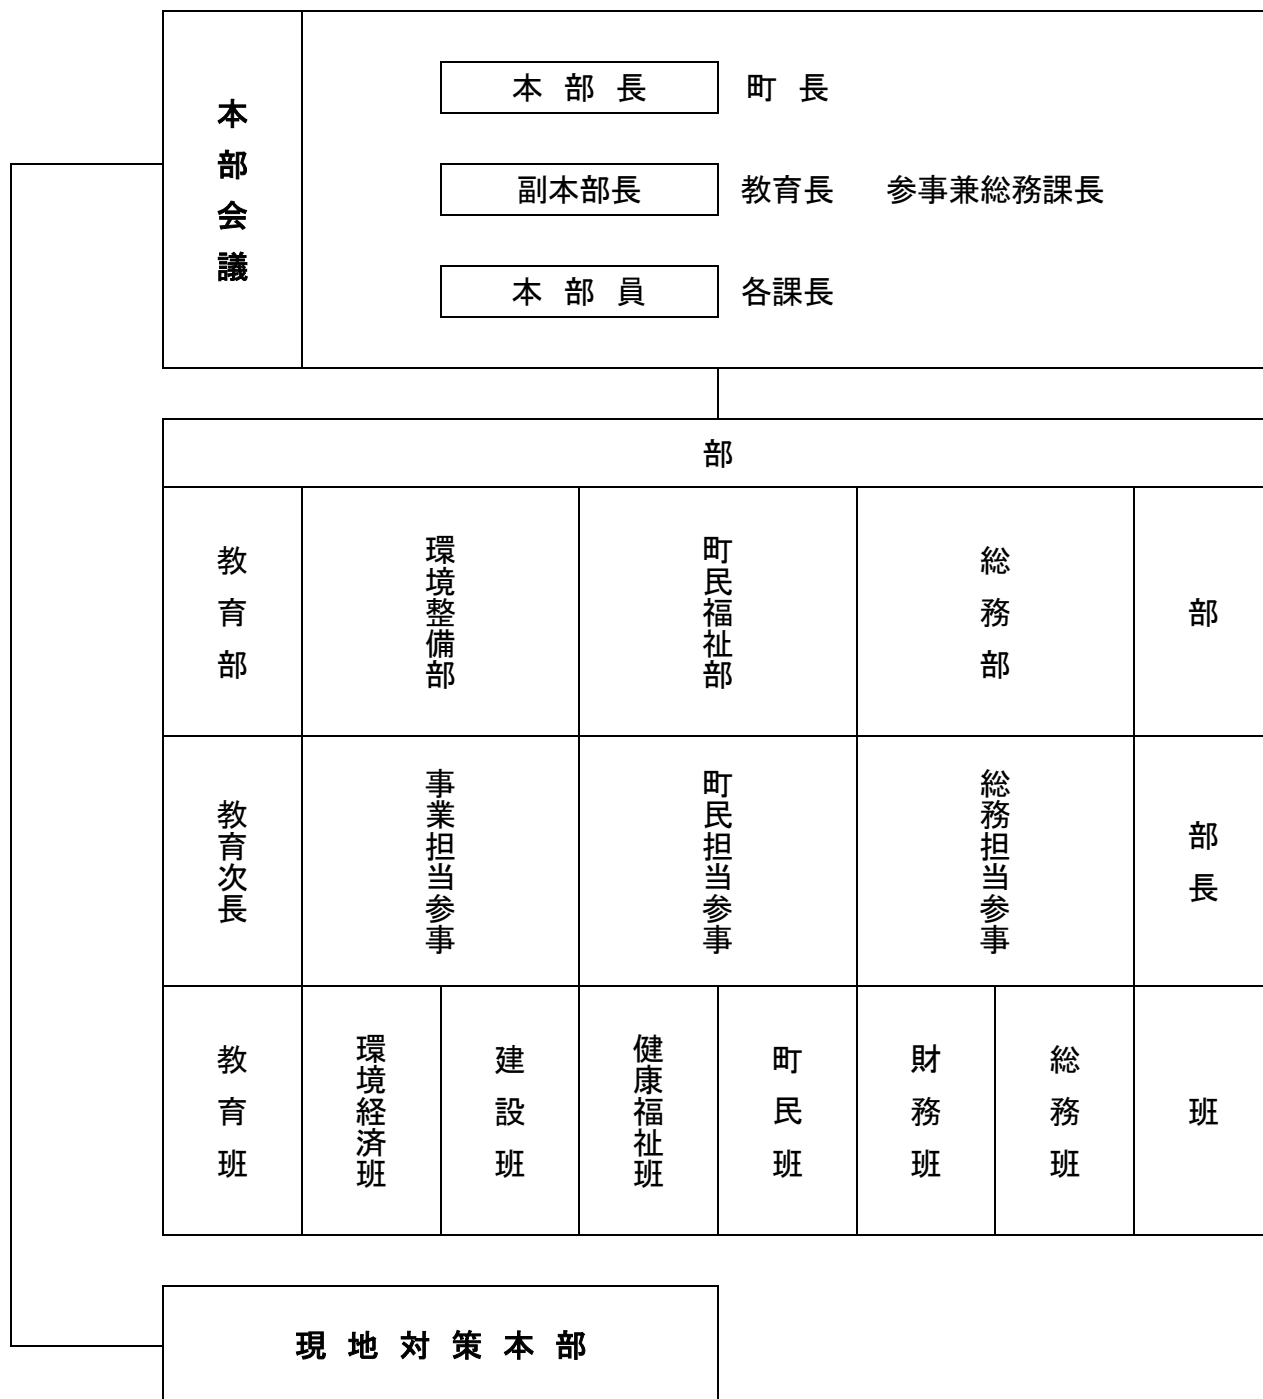 本部会議
本部長 町長
副本部長 教育長 参事兼総務課長
本部員 各課長
部
教育部 環境整備部 町民福祉部 総務部 部
教育次長 事業担当参事 町民担当参事 総務担当参事 部長
教育班 環境経済班 建設班 健康福祉班 町民班 財務班 総務班 班
現地対策本部